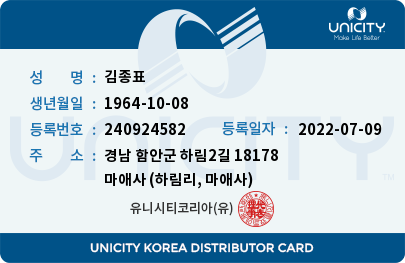 UNICITY
Make Life Better
성 명 : 김종표
생년월일 : 1964-10-08
등록번호 : 240924582 등록일자 : 2022-07-09
주 소 : 경남 함안군 하림2길 18178
마애사 (하림리, 마애사)
유니시티코리아(유)
UNICITY
UNICITY KOREA DISTRIBUTOR CARD